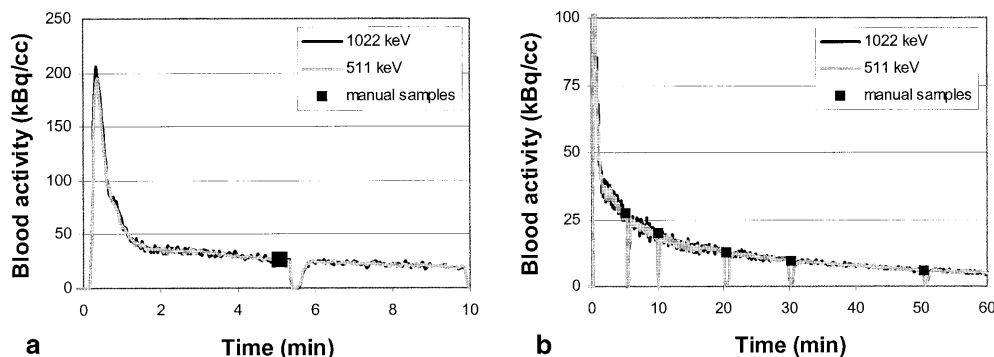 250
200
150
100
50
0
Blood activity (kBq/cc)
1022 keV
511 keV
manual samples
0 2 4 6 8 10
a Time (min)
100
75
50
25
0
Blood activity (kBq/cc)
1022 keV
511 keV
manual samples
0 10 20 30 40 50 60
b Time (min)